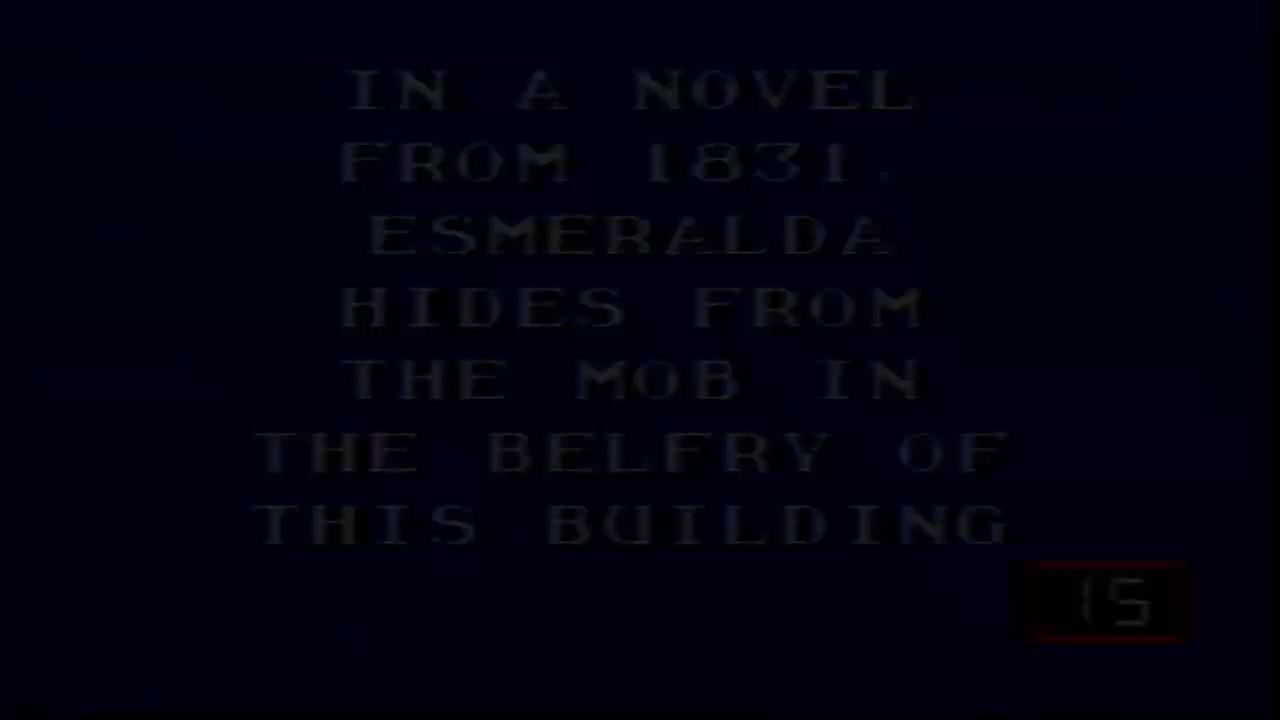 IN A NOVEL
FROM 1831,
ESMERALDA
HIDES FROM
THE MOB IN
THE BELFRY OF
THIS BUILDING
15